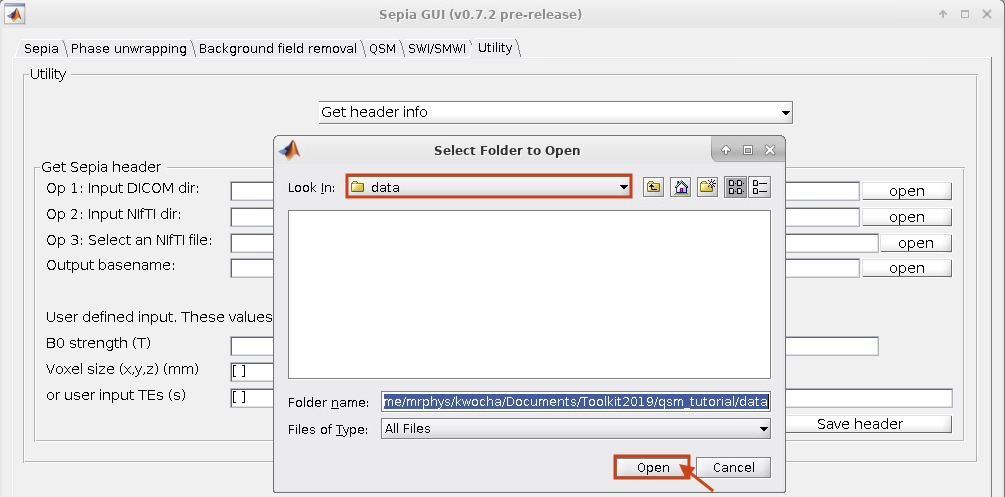 Sepia GUI (v0.7.2 pre-release)
Sepia Phase unwrapping Background field removal QSM SWI/SMWI Utility
Utility
Get header info
Select Folder to Open
Get Sepia header
Look In: data
Op 1: Input DICOM dir: open
Op 2: Input NIfTI dir: open
Op 3: Select an NIfTI file: open
Output basename: open
User defined input. These values
B0 strength (T)
Voxel size (x,y,z) (mm) [ ]
or user input TEs (s) [ ]
Folder name: me/mrphys/kwocha/Documents/Toolkit2019/qsm_tutorial/data
Files of Type: All Files
Save header
Open Cancel